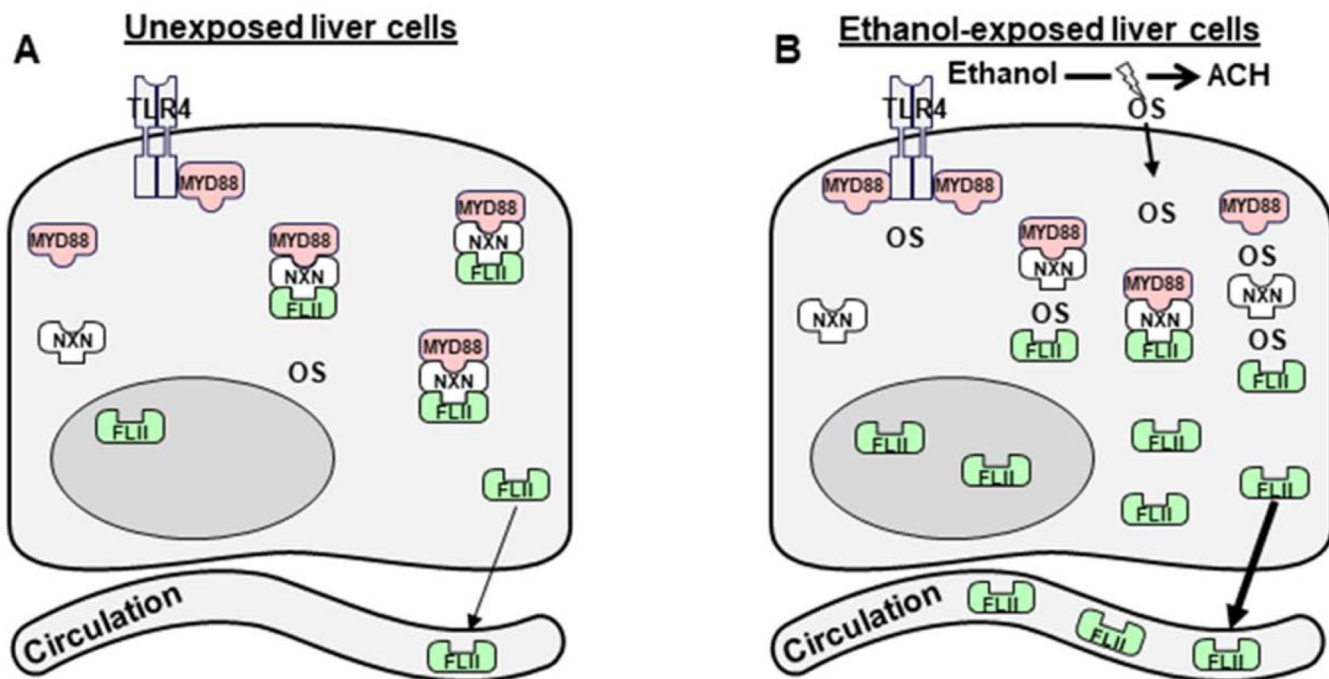 A
Unexposed liver cells
TLR4
MYD88
MYD88
MYD88
NXN
FLII
MYD88
NXN
FLII
NXN
OS
MYD88
NXN
FLII
FLII
FLII
Circulation
FLII
B
Ethanol-exposed liver cells
Ethanol
ACH
OS
TLR4
MYD88
MYD88
OS
OS
MYD88
MYD88
NXN
OS
FLII
MYD88
NXN
FLII
OS
NXN
OS
FLII
NXN
FLII
FLII
FLII
FLII
FLII
Circulation
FLII
FLII
FLII